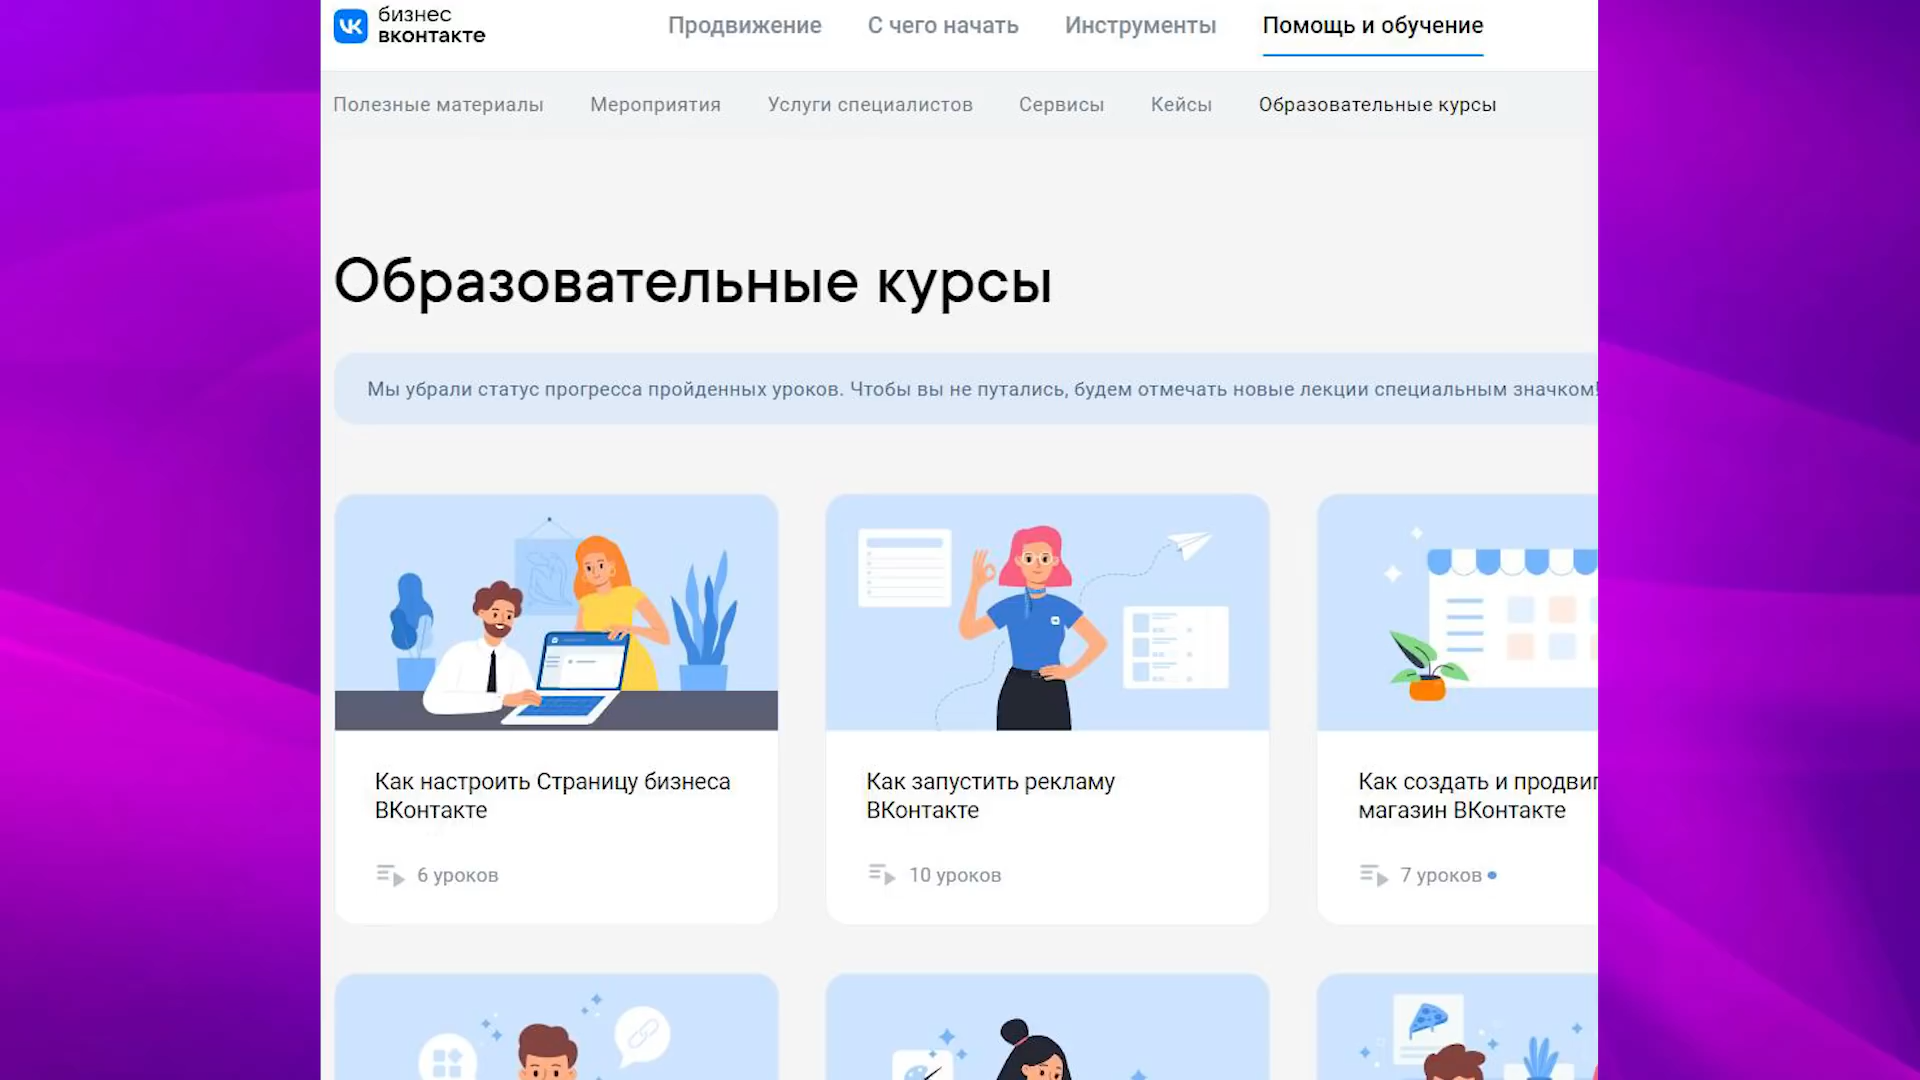 бизнес
вконтакте
Продвижение С чего начать Инструменты Помощь и обучение
Полезные материалы Мероприятия Услуги специалистов Сервисы Кейсы Образовательные курсы
Образовательные курсы
Мы убрали статус прогресса пройденных уроков. Чтобы вы не путались, будем отмечать новые лекции специальным значком!
Как настроить Страницу бизнеса
ВКонтакте
6 уроков
Как запустить рекламу
ВКонтакте
10 уроков
Как создать и
магазин ВКонтакте
7 уроков